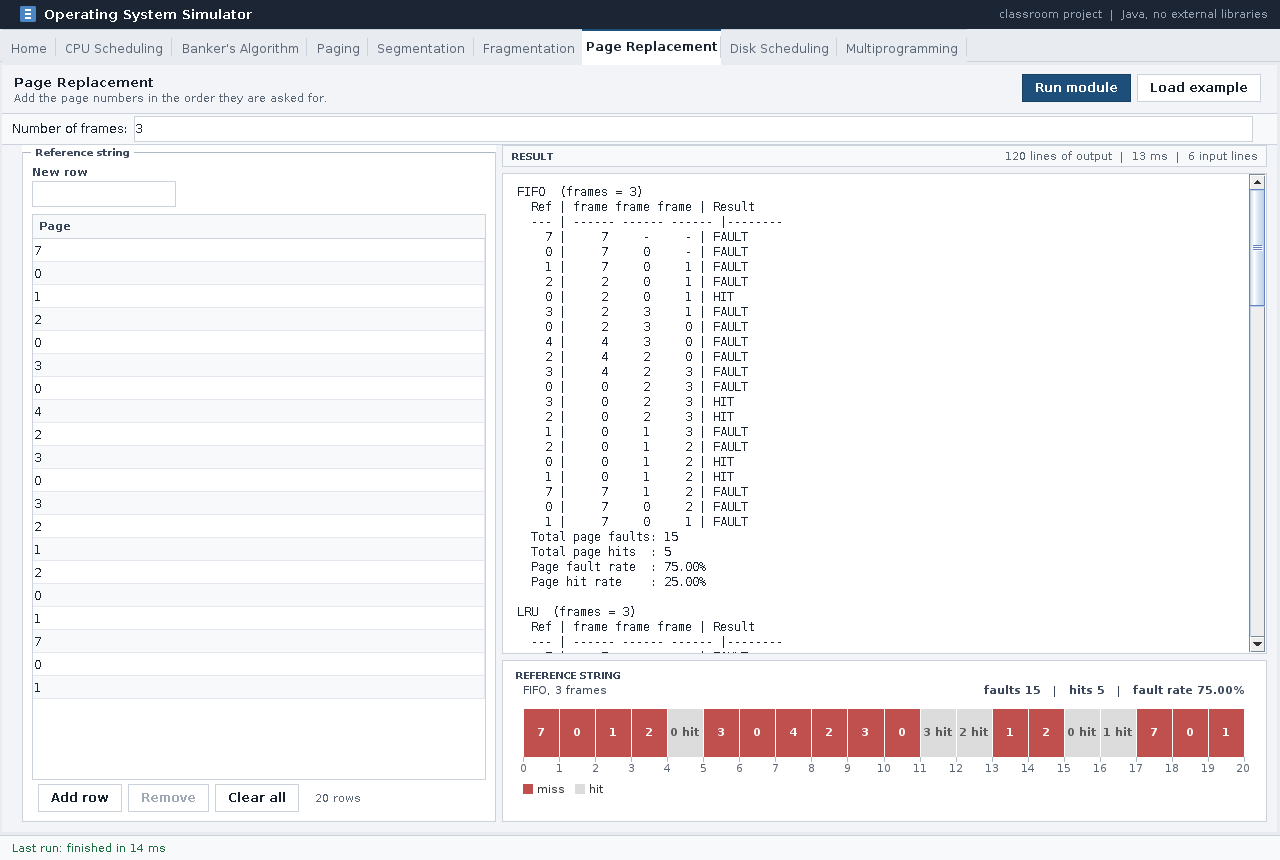 Operating System Simulator
classroom project | Java, no external libraries
Home CPU Scheduling Banker's Algorithm Paging Segmentation Fragmentation Page Replacement Disk Scheduling Multiprogramming
Page Replacement
Add the page numbers in the order they are asked for.
Run module Load example
Number of frames: 3
Reference string
New row
Page
7
0
1
2
0
3
0
4
2
3
0
3
2
1
2
0
1
7
0
1
Add row Remove Clear all 20 rows
RESULT 120 lines of output | 13 ms | 6 input lines
FIFO (frames = 3)
Ref | frame frame frame | Result
--- | ------ ------ ------ |--------
7 | 7 - - | FAULT
0 | 7 0 - | FAULT
1 | 7 0 1 | FAULT
2 | 2 0 1 | FAULT
0 | 2 0 1 | HIT
3 | 2 3 1 | FAULT
0 | 2 3 0 | FAULT
4 | 4 3 0 | FAULT
2 | 4 2 0 | FAULT
3 | 4 2 3 | FAULT
0 | 0 2 3 | FAULT
3 | 0 2 3 | HIT
2 | 0 2 3 | HIT
1 | 0 1 3 | FAULT
2 | 0 1 2 | FAULT
0 | 0 1 2 | HIT
1 | 0 1 2 | HIT
7 | 7 1 2 | FAULT
0 | 7 0 2 | FAULT
1 | 7 0 1 | FAULT
Total page faults: 15
Total page hits : 5
Page fault rate : 75.00%
Page hit rate : 25.00%
LRU (frames = 3)
Ref | frame frame frame | Result
--- | ------ ------ ------ |--------
REFERENCE STRING
FIFO, 3 frames faults 15 | hits 5 | fault rate 75.00%
7 0 1 2 0 hit 3 0 4 2 3 0 3 hit 2 hit 1 2 0 hit 1 hit 7 0 1
0 1 2 3 4 5 6 7 8 9 10 11 12 13 14 15 16 17 18 19 20
miss hit
Last run: finished in 14 ms